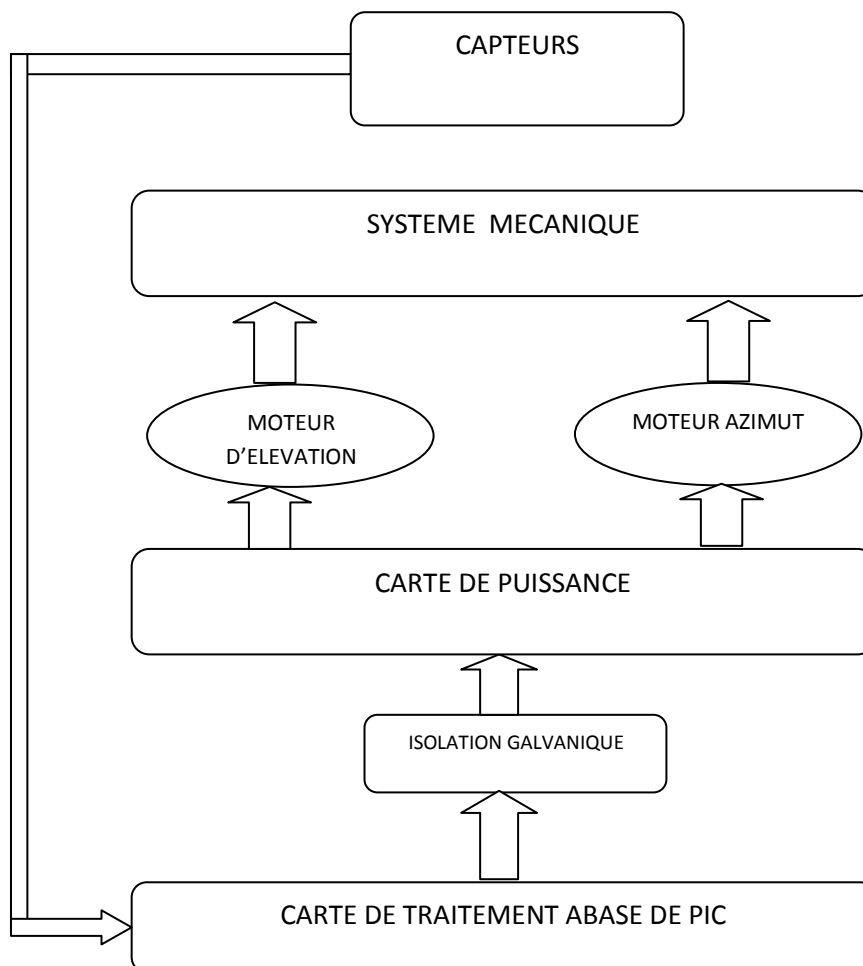 CAPTEURS
SYSTEME MECANIQUE
MOTEUR
D'ELEVATION
MOTEUR AZIMUT
CARTE DE PUISSANCE
ISOLATION GALVANIQUE
CARTE DE TRAITEMENT ABASE DE PIC